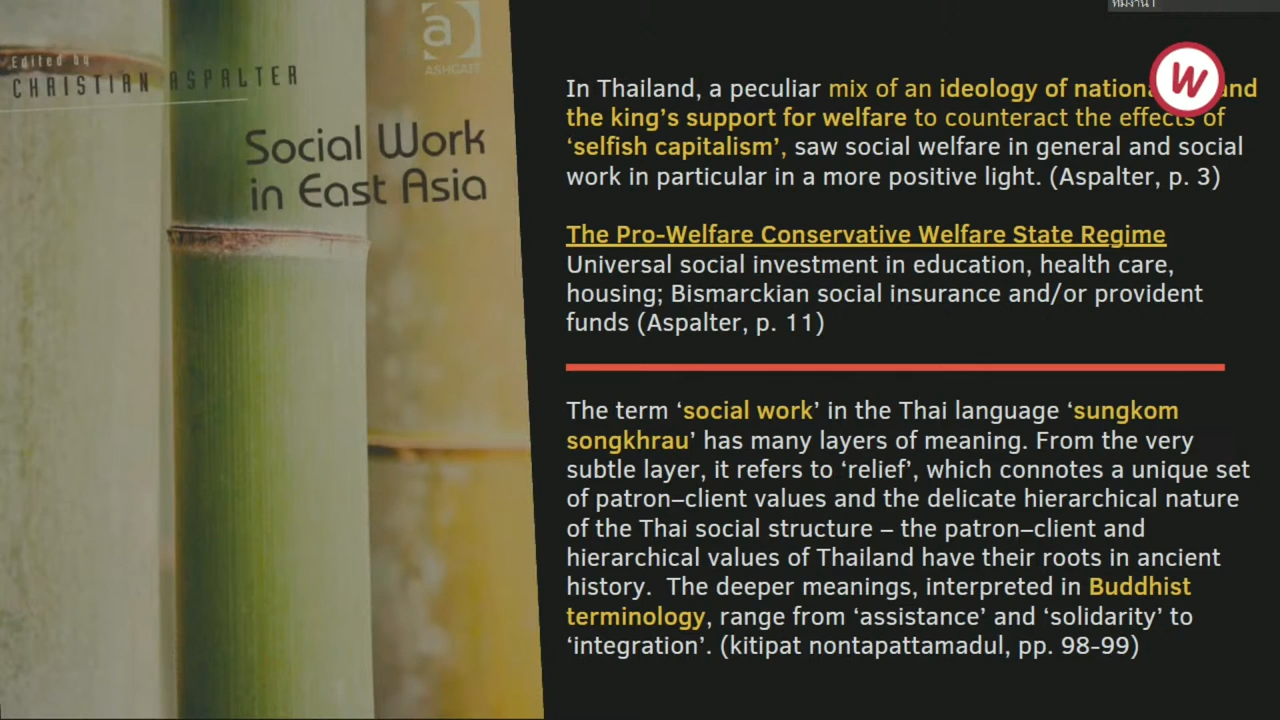 ทีมงาน 1
a
ASHGATE
Edited by
CHRISTIAN ASPALTER
Social Work
in East Asia
W
In Thailand, a peculiar mix of an ideology of nation and
the king's support for welfare to counteract the effects of
'selfish capitalism', saw social welfare in general and social
work in particular in a more positive light. (Aspalter, p. 3)
The Pro-Welfare Conservative Welfare State Regime
Universal social investment in education, health care,
housing; Bismarckian social insurance and/or provident
funds (Aspalter, p. 11)
The term 'social work' in the Thai language 'sungkom
songkhrau' has many layers of meaning. From the very
subtle layer, it refers to 'relief', which connotes a unique set
of patron–client values and the delicate hierarchical nature
of the Thai social structure – the patron–client and
hierarchical values of Thailand have their roots in ancient
history.  The deeper meanings, interpreted in Buddhist
terminology, range from 'assistance' and 'solidarity' to
'integration'. (kitipat nontapattamadul, pp. 98-99)